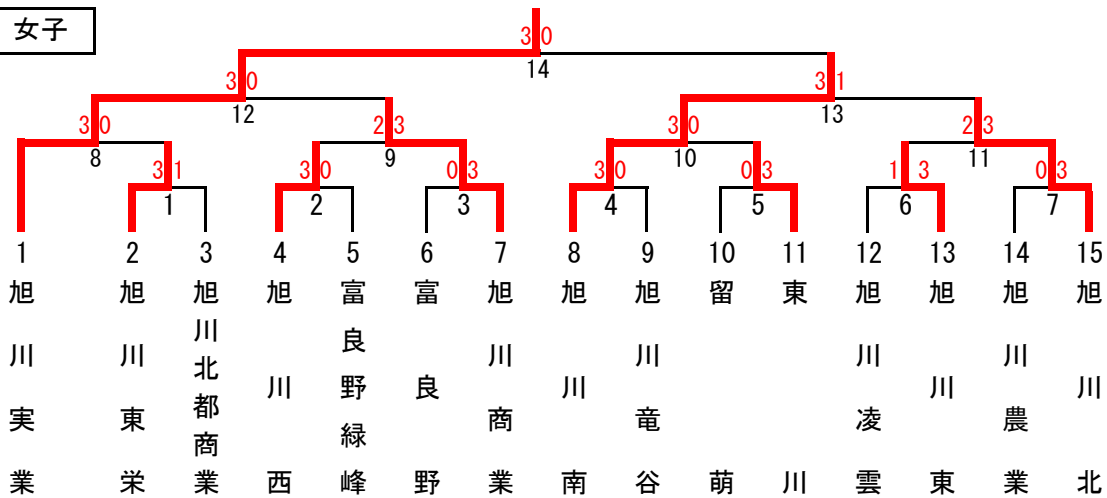 女子
3 0
14
3 0
12
3 1
13
3 0
8
2 3
9
3 0
10
2 3
11
3 1
1
3 0
2
0 3
3
3 0
4
0 3
5
1 3
6
0 3
7
1 2 3 4 5 6 7 8 9 10 11 12 13 14 15
旭川実業
旭川東栄
旭川北都商業
旭川西
富良野緑峰
富良野
旭川商業
旭川南
旭川竜谷
留萌
東川
旭川凌雲
旭川東
旭川農業
旭川北